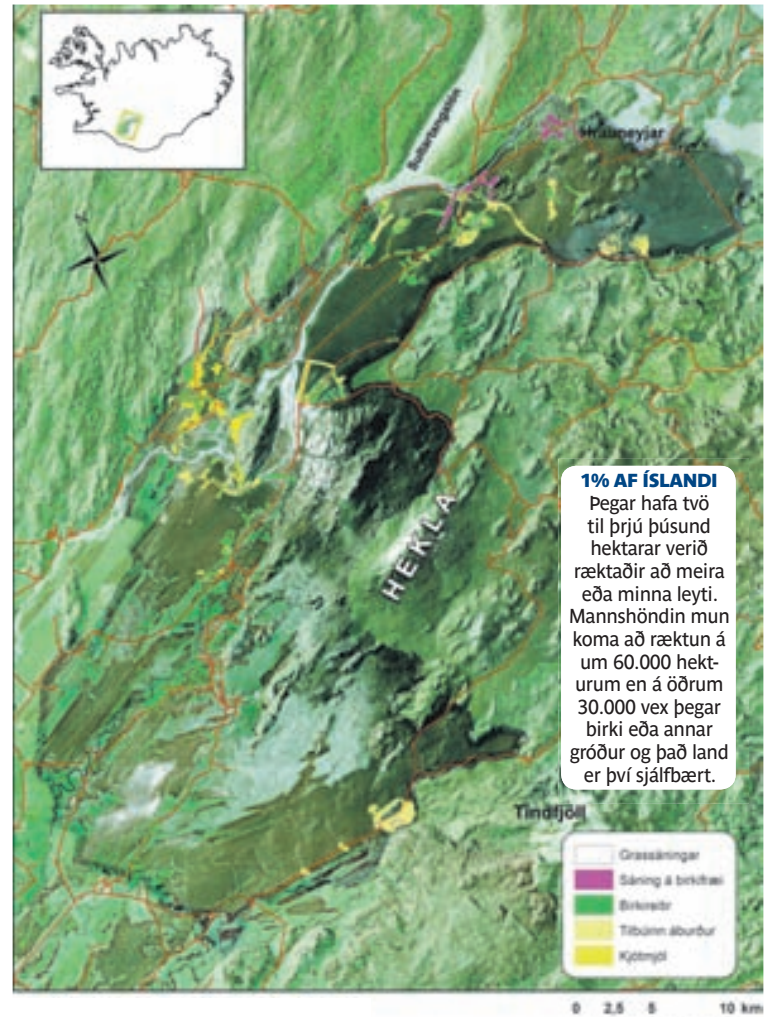 Sultartangalón
Hrauneyjar
HEKLA
1% AF ÍSLANDI
Þegar hafa tvö
til þrjú þúsund
hektarar verið
ræktaðir að meira
eða minna leyti.
Mannshöndin mun
koma að ræktun á
um 60.000 hekt-
urum en á öðrum
30.000 vex þegar
birki eða annar
gróður og það land
er því sjálfbært.
Tindfjöll
Grassáningar
Sáning á birkifræi
Birkireitir
Tilbúinn áburður
Kjötmjöl
0 2,5 5 10 km